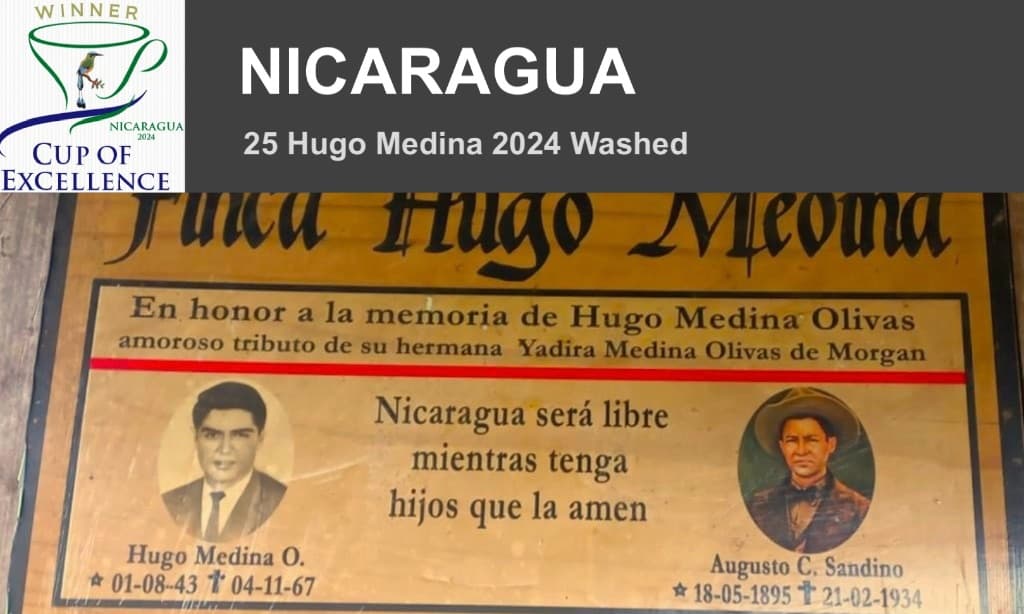 WINNER
NICARAGUA
2024
CUP OF
EXCELLENCE
NICARAGUA
25 Hugo Medina 2024 Washed
Finca Hugo Medina
En honor a la memoria de Hugo Medina Olivas
amoroso tributo de su hermana Yadira Medina Olivas de Morgan
Nicaragua será libre
mientras tenga
hijos que la amen
Hugo Medina O.
01-08-43 04-11-67
Augusto C. Sandino
18-05-1895 21-02-1934